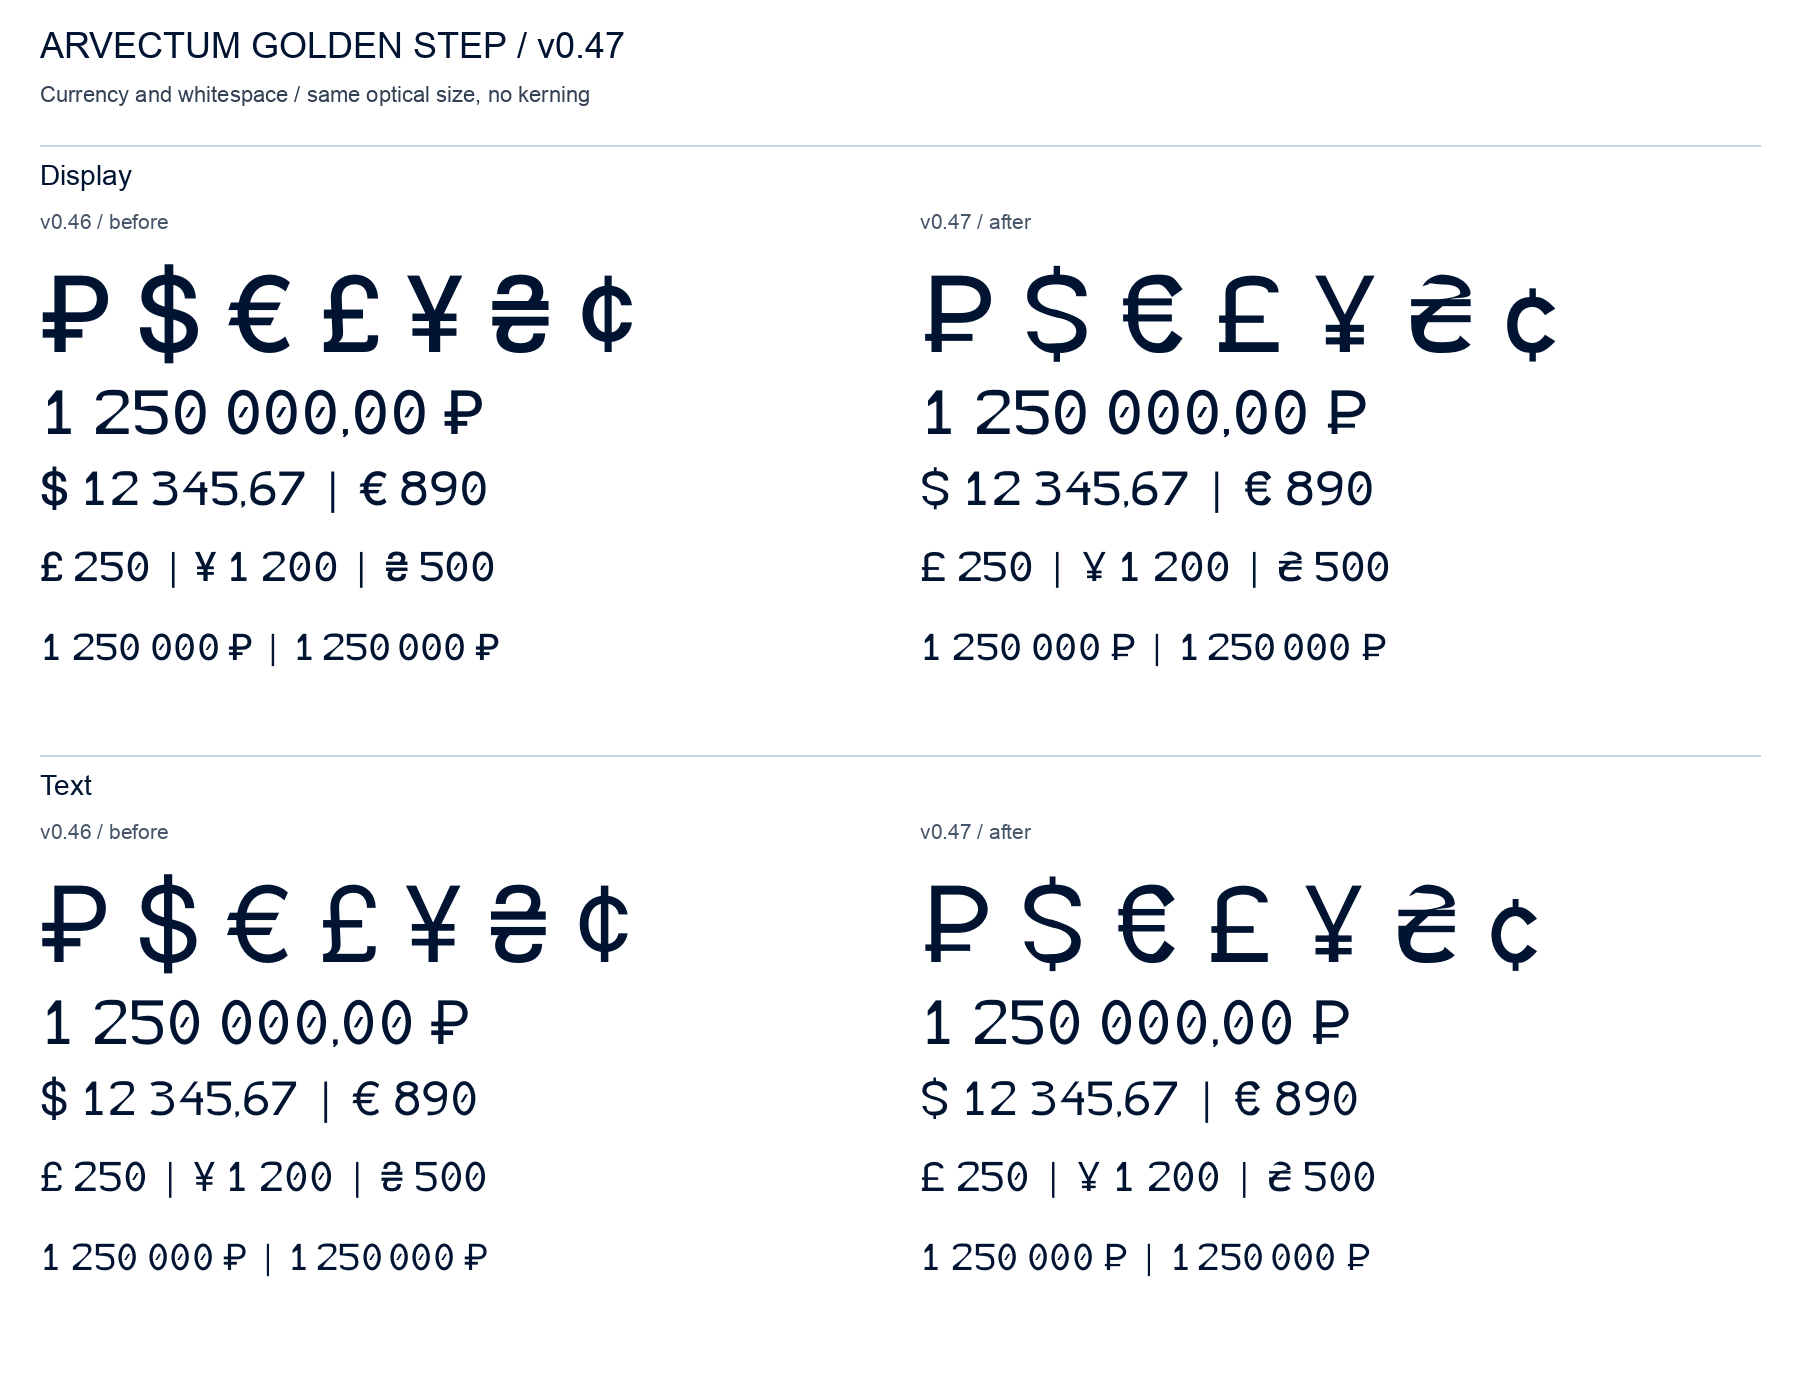 ARVECTUM GOLDEN STEP / v0.47
Currency and whitespace / same optical size, no kerning
Display
v0.46 / before
₽ $ € £ ¥ ₴ ¢
1 250 000,00 ₽
$ 12 345,67 | € 890
£ 250 | ¥ 1 200 | ₴ 500
1 250 000 ₽ | 1 250 000 ₽
v0.47 / after
₽ $ € £ ¥ ₴ ¢
1 250 000,00 ₽
$ 12 345,67 | € 890
£ 250 | ¥ 1 200 | ₴ 500
1 250 000 ₽ | 1 250 000 ₽
Text
v0.46 / before
₽ $ € £ ¥ ₴ ¢
1 250 000,00 ₽
$ 12 345,67 | € 890
£ 250 | ¥ 1 200 | ₴ 500
1 250 000 ₽ | 1 250 000 ₽
v0.47 / after
₽ $ € £ ¥ ₴ ¢
1 250 000,00 ₽
$ 12 345,67 | € 890
£ 250 | ¥ 1 200 | ₴ 500
1 250 000 ₽ | 1 250 000 ₽